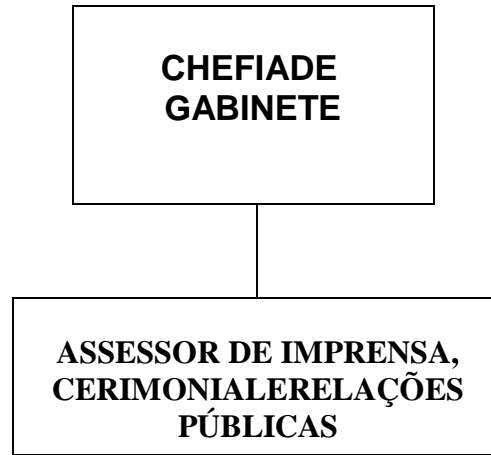 CHEFIADE
GABINETE
ASSESSOR DE IMPRENSA,
CERIMONIALERELAÇÕES
PÚBLICAS